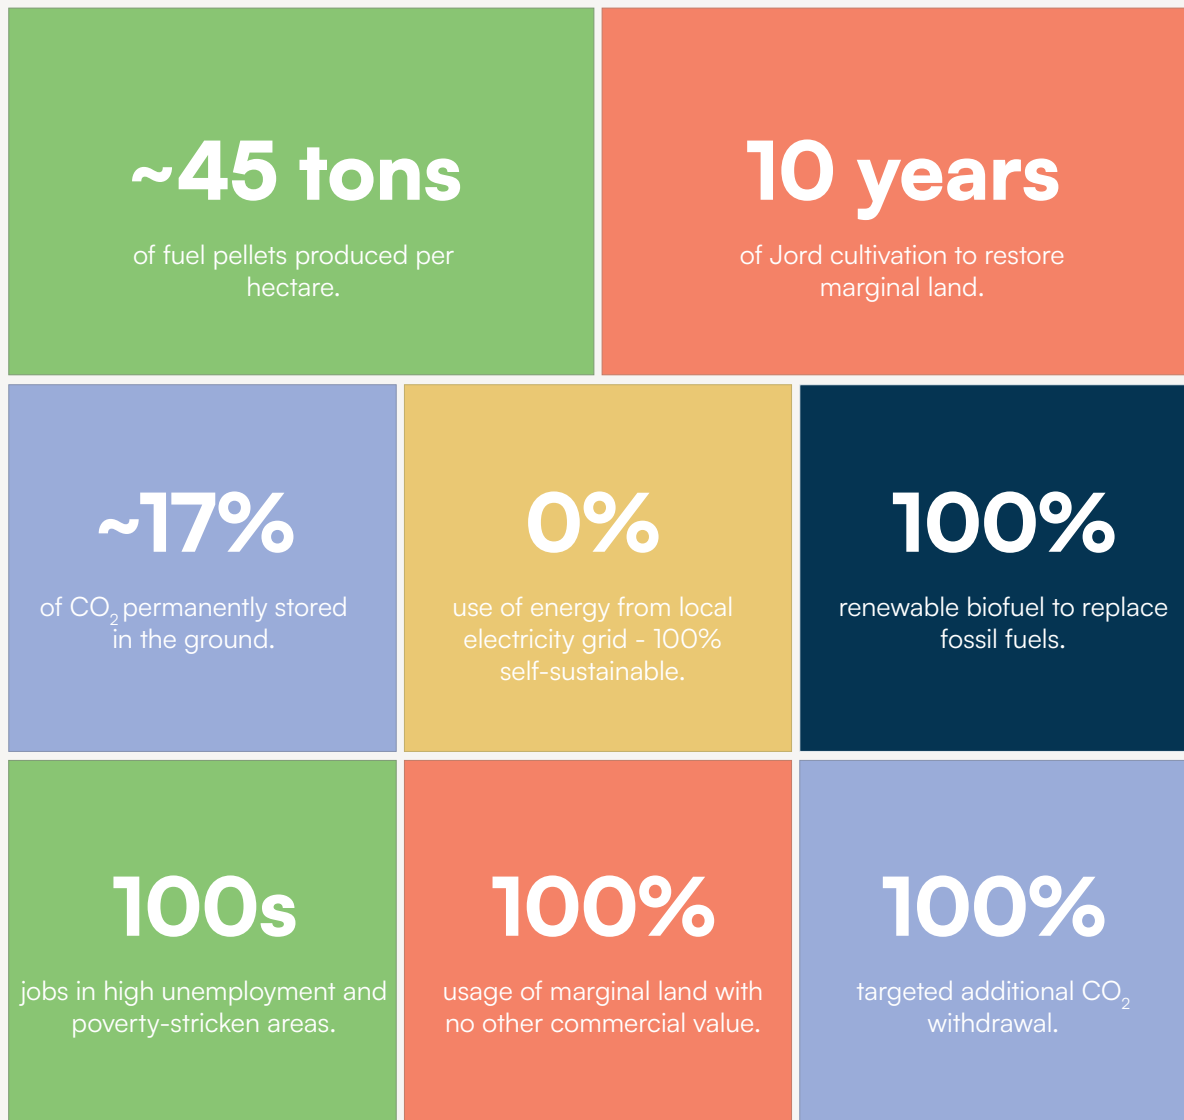 ~45 tons
of fuel pellets produced per
hectare.
10 years
of Jord cultivation to restore
marginal land.
~17%
of CO₂ permanently stored
in the ground.
0%
use of energy from local
electricity grid - 100%
self-sustainable.
100%
renewable biofuel to replace
fossil fuels.
100s
jobs in high unemployment and
poverty-stricken areas.
100%
usage of marginal land with
no other commercial value.
100%
targeted additional CO₂
withdrawal.